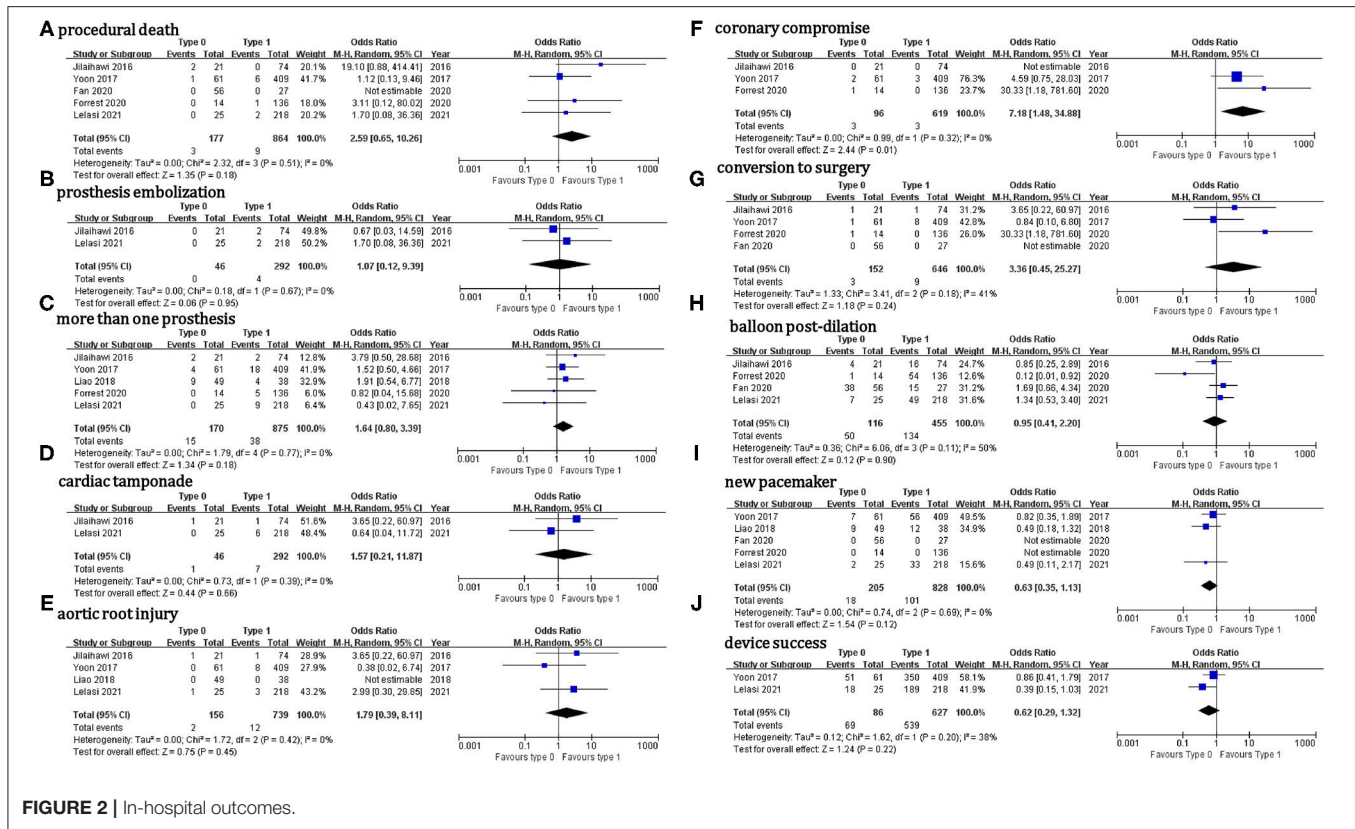 A procedural death
Type 0 Type 1 Odds Ratio Odds Ratio
Study or Subgroup Events Total Events Total Weight M-H, Random, 95% CI Year M-H, Random, 95% CI
Jilaihawi 2016 2 21 0 74 20.1% 19.10 [0.88, 414.41] 2016
Yoon 2017 1 61 6 409 41.7% 1.12 [0.13, 9.46] 2017
Fan 2020 0 56 0 27 Not estimable 2020
Forrest 2020 0 14 1 136 18.0% 3.11 [0.12, 80.02] 2020
Lelasi 2021 0 25 2 218 20.2% 1.70 [0.08, 36.36] 2021
Total (95% CI) 177 864 100.0% 2.59 [0.65, 10.26]
Total events 3 9
Heterogeneity: Tau² = 0.00; Chi² = 2.32, df = 3 (P = 0.51); I² = 0%
Test for overall effect: Z = 1.35 (P = 0.18)
0.001 0.1 1 10 1000
Favours Type 0 Favours Type 1
B prosthesis embolization
Type 0 Type 1 Odds Ratio Odds Ratio
Study or Subgroup Events Total Events Total Weight M-H, Random, 95% CI Year M-H, Random, 95% CI
Jilaihawi 2016 0 21 2 74 49.8% 0.67 [0.03, 14.59] 2016
Lelasi 2021 0 25 2 218 50.2% 1.70 [0.08, 36.36] 2021
Total (95% CI) 46 292 100.0% 1.07 [0.12, 9.39]
Total events 0 4
Heterogeneity: Tau² = 0.00; Chi² = 0.18, df = 1 (P = 0.67); I² = 0%
Test for overall effect: Z = 0.06 (P = 0.95)
0.001 0.1 1 10 1000
Favours Type 0 Favours Type 1
C more than one prosthesis
Type 0 Type 1 Odds Ratio Odds Ratio
Study or Subgroup Events Total Events Total Weight M-H, Random, 95% CI Year M-H, Random, 95% CI
Jilaihawi 2016 2 21 2 74 12.8% 3.79 [0.50, 28.68] 2016
Yoon 2017 4 61 18 409 41.9% 1.52 [0.50, 4.66] 2017
Liao 2018 9 49 4 38 32.9% 1.91 [0.54, 6.77] 2018
Forrest 2020 0 14 5 136 6.0% 0.82 [0.04, 15.68] 2020
Lelasi 2021 0 25 9 218 6.4% 0.43 [0.02, 7.65] 2021
Total (95% CI) 170 875 100.0% 1.64 [0.80, 3.39]
Total events 15 38
Heterogeneity: Tau² = 0.00; Chi² = 1.79, df = 4 (P = 0.77); I² = 0%
Test for overall effect: Z = 1.34 (P = 0.18)
0.001 0.1 1 10 1000
Favours Type 0 Favours Type 1
D cardiac tamponade
Type 0 Type 1 Odds Ratio Odds Ratio
Study or Subgroup Events Total Events Total Weight M-H, Random, 95% CI Year M-H, Random, 95% CI
Jilaihawi 2016 1 21 1 74 51.6% 3.65 [0.22, 60.97] 2016
Lelasi 2021 0 25 6 218 48.4% 0.64 [0.04, 11.72] 2021
Total (95% CI) 46 292 100.0% 1.57 [0.21, 11.87]
Total events 1 7
Heterogeneity: Tau² = 0.00; Chi² = 0.73, df = 1 (P = 0.39); I² = 0%
Test for overall effect: Z = 0.44 (P = 0.66)
0.001 0.1 1 10 1000
Favours Type 0 Favours Type 1
E aortic root injury
Type 0 Type 1 Odds Ratio Odds Ratio
Study or Subgroup Events Total Events Total Weight M-H, Random, 95% CI Year M-H, Random, 95% CI
Jilaihawi 2016 1 21 1 74 28.9% 3.65 [0.22, 60.97] 2016
Yoon 2017 0 61 8 409 27.9% 0.38 [0.02, 6.74] 2017
Liao 2018 0 49 0 38 Not estimable 2018
Lelasi 2021 1 25 3 218 43.2% 2.99 [0.30, 29.85] 2021
Total (95% CI) 156 739 100.0% 1.79 [0.39, 8.11]
Total events 2 12
Heterogeneity: Tau² = 0.00; Chi² = 1.72, df = 2 (P = 0.42); I² = 0%
Test for overall effect: Z = 0.75 (P = 0.45)
0.001 0.1 1 10 1000
Favours Type 0 Favours Type 1
F coronary compromise
Type 0 Type 1 Odds Ratio Odds Ratio
Study or Subgroup Events Total Events Total Weight M-H, Random, 95% CI Year M-H, Random, 95% CI
Jilaihawi 2016 0 21 0 74 Not estimable 2016
Yoon 2017 2 61 3 409 76.3% 4.59 [0.75, 28.03] 2017
Forrest 2020 1 14 0 136 23.7% 30.33 [1.18, 781.60] 2020
Total (95% CI) 96 619 100.0% 7.18 [1.48, 34.88]
Total events 3 3
Heterogeneity: Tau² = 0.00; Chi² = 0.99, df = 1 (P = 0.32); I² = 0%
Test for overall effect: Z = 2.44 (P = 0.01)
0.001 0.1 1 10 1000
Favours Type 0 Favours Type 1
G conversion to surgery
Type 0 Type 1 Odds Ratio Odds Ratio
Study or Subgroup Events Total Events Total Weight M-H, Random, 95% CI Year M-H, Random, 95% CI
Jilaihawi 2016 1 21 1 74 31.2% 3.65 [0.22, 60.97] 2016
Yoon 2017 1 61 8 409 42.8% 0.84 [0.10, 6.80] 2017
Forrest 2020 1 14 0 136 26.0% 30.33 [1.18, 781.60] 2020
Fan 2020 0 56 0 27 Not estimable 2020
Total (95% CI) 152 646 100.0% 3.36 [0.45, 25.27]
Total events 3 9
Heterogeneity: Tau² = 1.33; Chi² = 3.41, df = 2 (P = 0.18); I² = 41%
Test for overall effect: Z = 1.18 (P = 0.24)
0.001 0.1 1 10 1000
Favours Type 0 Favours Type 1
H balloon post-dilation
Type 0 Type 1 Odds Ratio Odds Ratio
Study or Subgroup Events Total Events Total Weight M-H, Random, 95% CI Year M-H, Random, 95% CI
Jilaihawi 2016 4 21 16 74 24.7% 0.85 [0.25, 2.89] 2016
Forrest 2020 1 14 54 136 12.6% 0.12 [0.01, 0.92] 2020
Fan 2020 38 56 15 27 31.2% 1.69 [0.66, 4.34] 2020
Lelasi 2021 7 25 49 218 31.6% 1.34 [0.53, 3.40] 2021
Total (95% CI) 116 455 100.0% 0.95 [0.41, 2.20]
Total events 50 134
Heterogeneity: Tau² = 0.36; Chi² = 6.06, df = 3 (P = 0.11); I² = 50%
Test for overall effect: Z = 0.12 (P = 0.90)
0.001 0.1 1 10 1000
Favours Type 0 Favours Type 1
I new pacemaker
Type 0 Type 1 Odds Ratio Odds Ratio
Study or Subgroup Events Total Events Total Weight M-H, Random, 95% CI Year M-H, Random, 95% CI
Yoon 2017 7 61 56 409 49.5% 0.82 [0.35, 1.89] 2017
Liao 2018 9 49 12 38 34.9% 0.49 [0.18, 1.32] 2018
Fan 2020 0 56 0 27 Not estimable 2020
Forrest 2020 0 14 0 136 Not estimable 2020
Lelasi 2021 2 25 33 218 15.6% 0.49 [0.11, 2.17] 2021
Total (95% CI) 205 828 100.0% 0.63 [0.35, 1.13]
Total events 18 101
Heterogeneity: Tau² = 0.00; Chi² = 0.74, df = 2 (P = 0.69); I² = 0%
Test for overall effect: Z = 1.54 (P = 0.12)
0.001 0.1 1 10 1000
Favours Type 0 Favours Type 1
J device success
Type 0 Type 1 Odds Ratio Odds Ratio
Study or Subgroup Events Total Events Total Weight M-H, Random, 95% CI Year M-H, Random, 95% CI
Yoon 2017 51 61 350 409 58.1% 0.86 [0.41, 1.79] 2017
Lelasi 2021 18 25 189 218 41.9% 0.39 [0.15, 1.03] 2021
Total (95% CI) 86 627 100.0% 0.62 [0.29, 1.32]
Total events 69 539
Heterogeneity: Tau² = 0.12; Chi² = 1.62, df = 1 (P = 0.20); I² = 38%
Test for overall effect: Z = 1.24 (P = 0.22)
0.001 0.1 1 10 1000
Favours Type 0 Favours Type 1
FIGURE 2 | In-hospital outcomes.